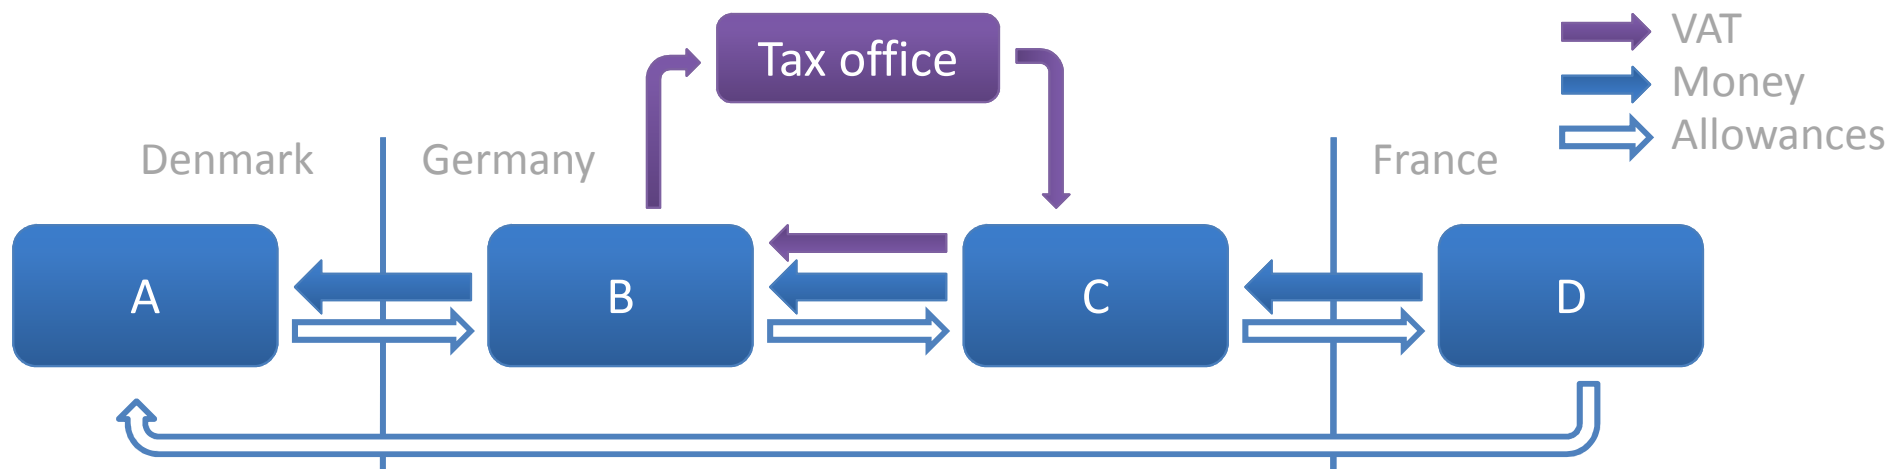 Tax office
VAT
Money
Allowances
Denmark
Germany
France
A
B
C
D